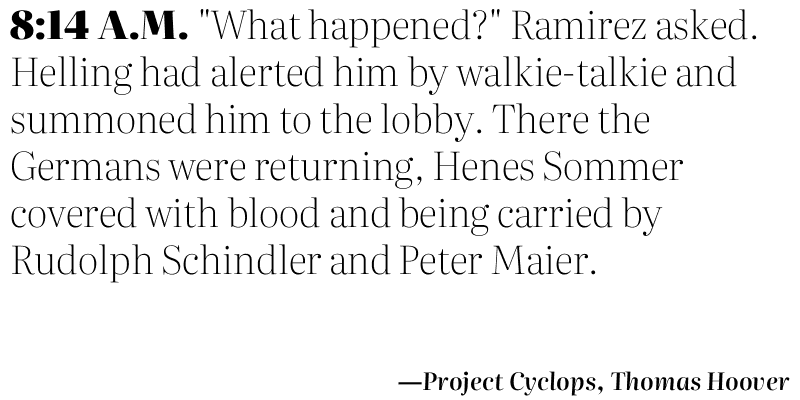 8:14 A.M. "What happened?" Ramirez asked.
Helling had alerted him by walkie-talkie and
summoned him to the lobby. There the
Germans were returning, Henes Sommer
covered with blood and being carried by
Rudolph Schindler and Peter Maier.
—Project Cyclops, Thomas Hoover